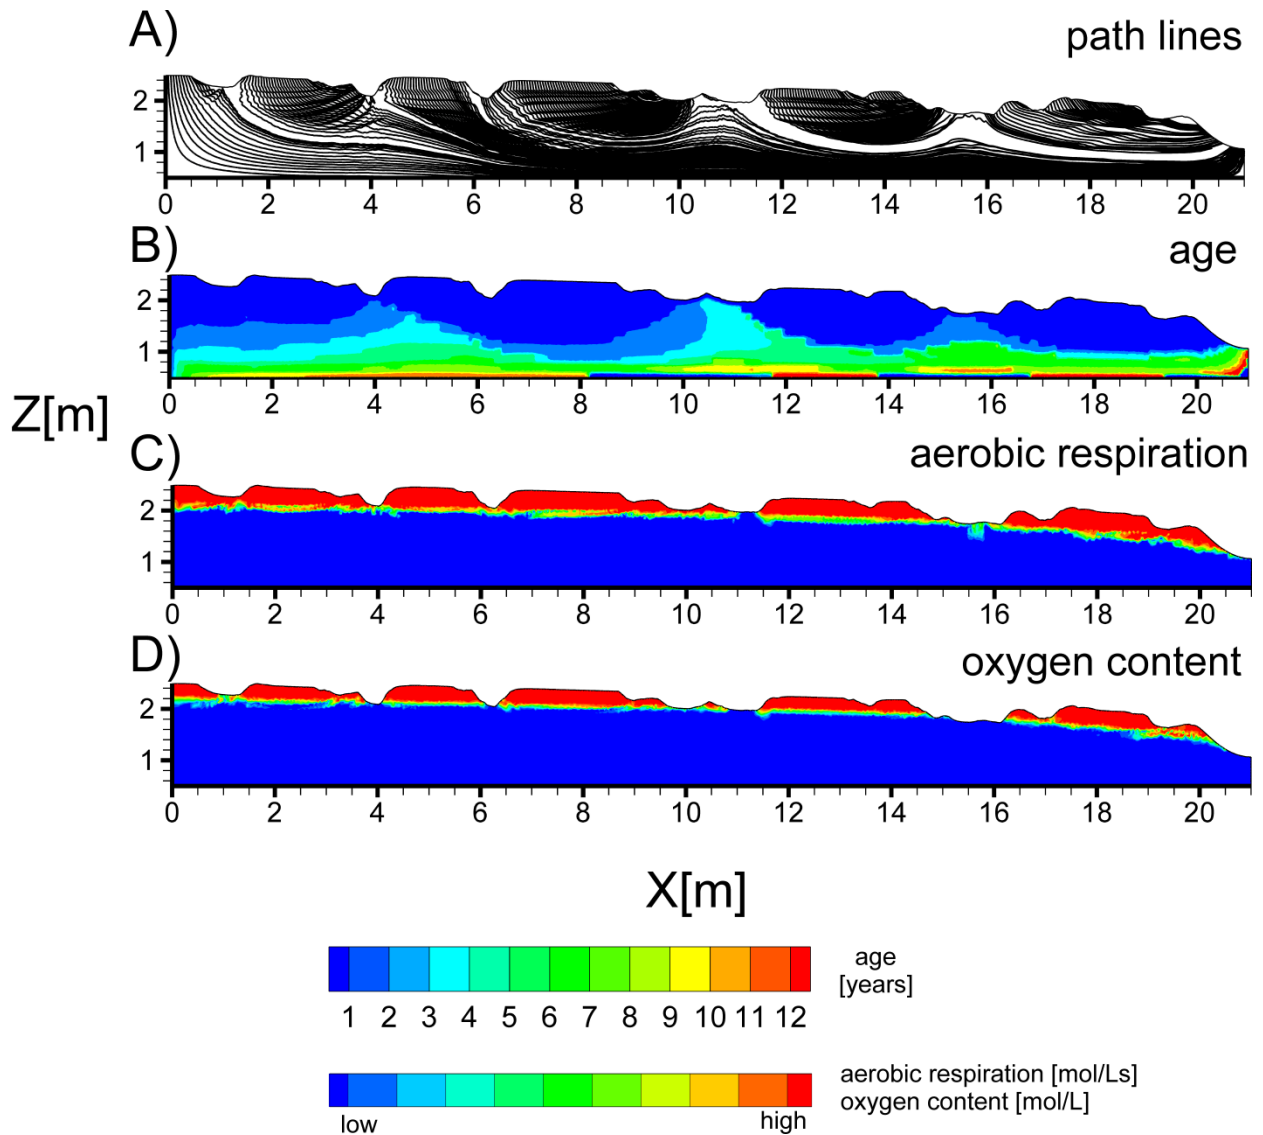 A)
path lines
2
1
0 2 4 6 8 10 12 14 16 18 20
B)
age
2
1
0 2 4 6 8 10 12 14 16 18 20
Z[m]
C)
aerobic respiration
2
1
0 2 4 6 8 10 12 14 16 18 20
D)
oxygen content
2
1
0 2 4 6 8 10 12 14 16 18 20
X[m]
age
[years]
1 2 3 4 5 6 7 8 9 10 11 12
aerobic respiration [mol/Ls]
oxygen content [mol/L]
low high